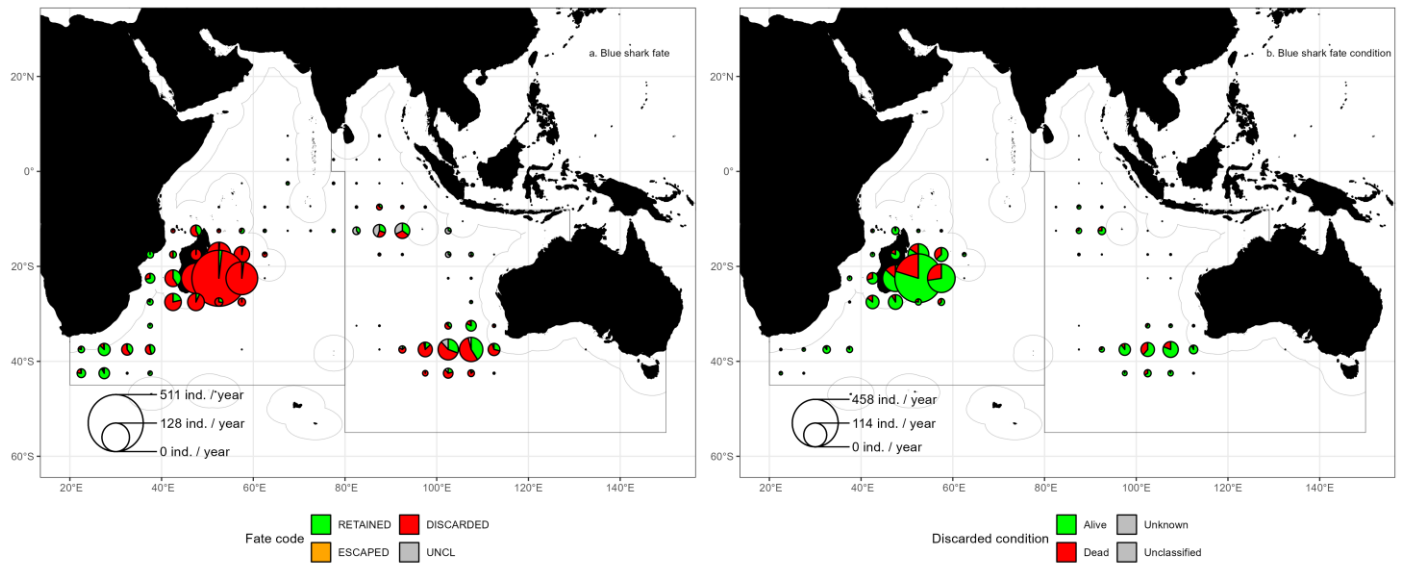 a. Blue shark fate
20°N
0°
20°S
40°S
60°S
511 ind. / year
128 ind. / year
0 ind. / year
20°E 40°E 60°E 80°E 100°E 120°E 140°E
Fate code
RETAINED DISCARDED
ESCAPED UNCL
b. Blue shark fate condition
20°N
0°
20°S
40°S
60°S
458 ind. / year
114 ind. / year
0 ind. / year
20°E 40°E 60°E 80°E 100°E 120°E 140°E
Discarded condition
Alive Unknown
Dead Unclassified